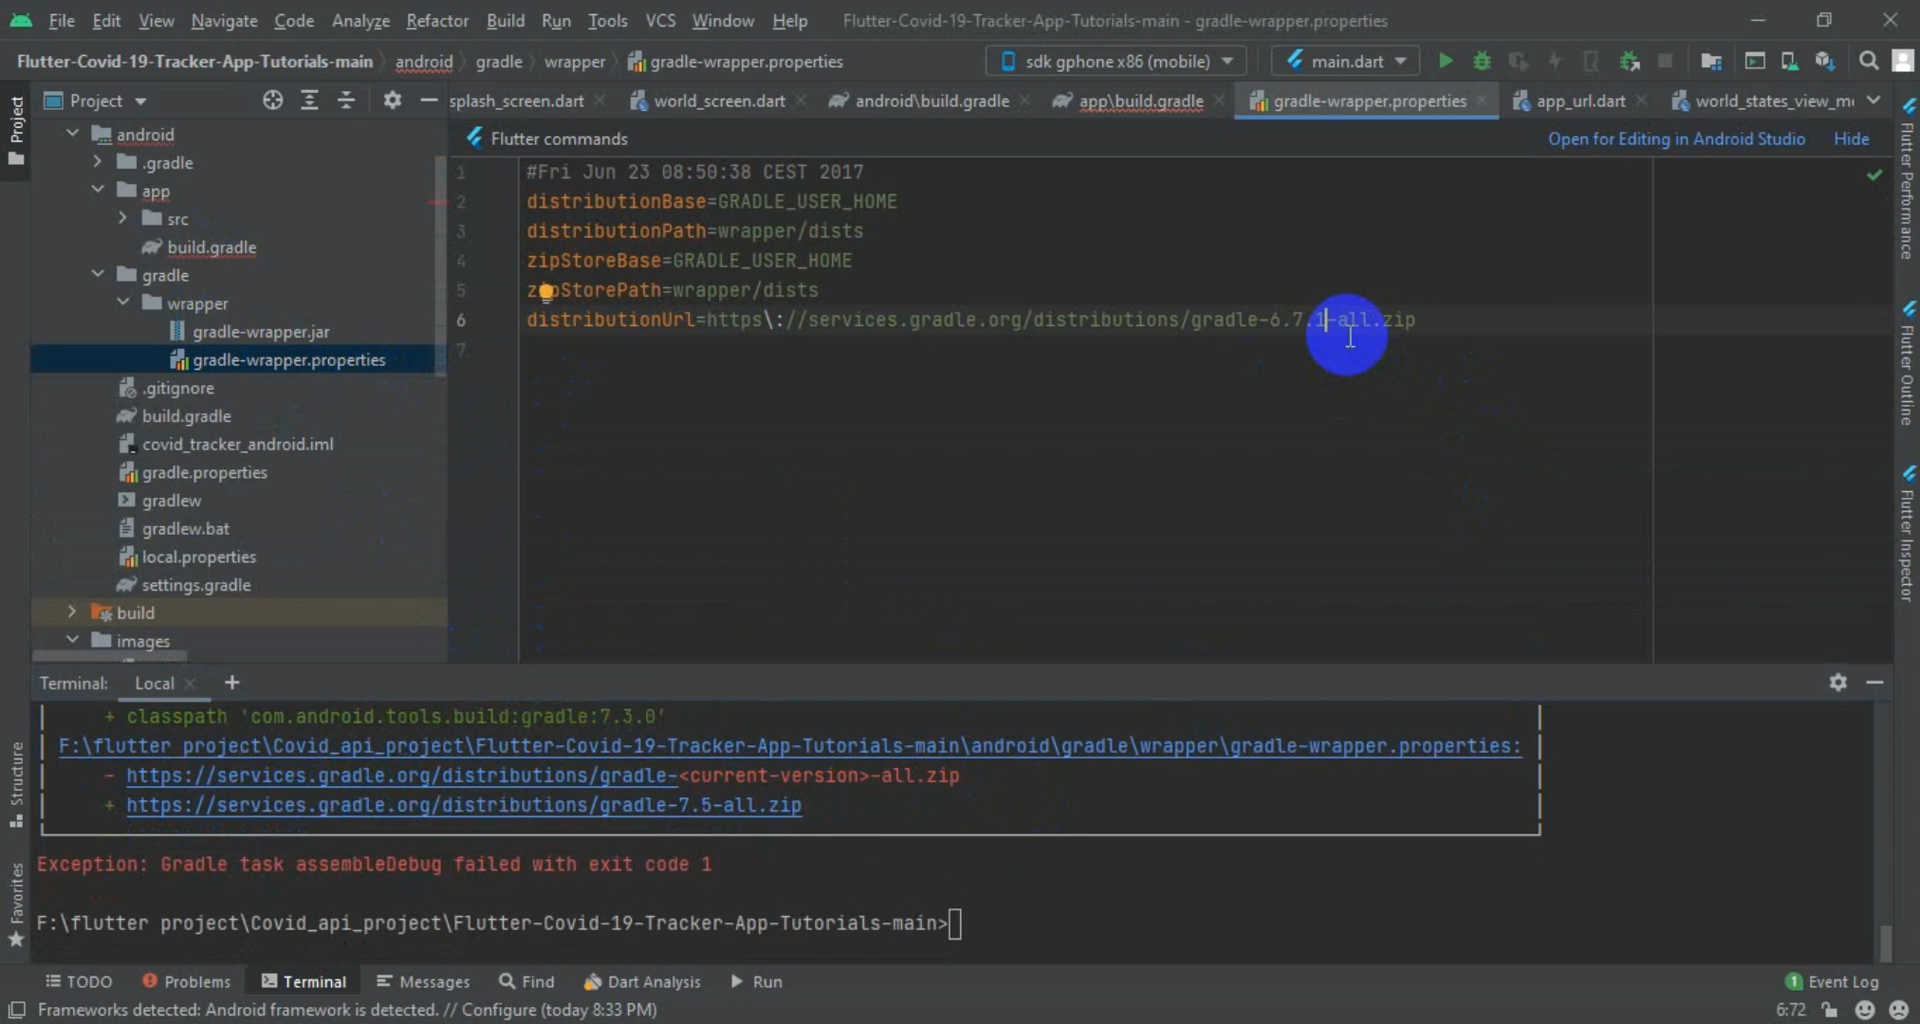 File Edit View Navigate Code Analyze Refactor Build Run Tools VCS Window Help Flutter-Covid-19-Tracker-App-Tutorials-main - gradle-wrapper.properties
Flutter-Covid-19-Tracker-App-Tutorials-main android gradle wrapper gradle-wrapper.properties sdk gphone x86 (mobile) main.dart
Project splash_screen.dart world_screen.dart android\build.gradle app\build.gradle gradle-wrapper.properties app_url.dart world_states_view_m
Flutter commands Open for Editing in Android Studio Hide
android
.gradle
app
src
build.gradle
gradle
wrapper
gradle-wrapper.jar
gradle-wrapper.properties
.gitignore
build.gradle
covid_tracker_android.iml
gradle.properties
gradlew
gradlew.bat
local.properties
settings.gradle
build
images
1 #Fri Jun 23 08:50:38 CEST 2017
2 distributionBase=GRADLE_USER_HOME
3 distributionPath=wrapper/dists
4 zipStoreBase=GRADLE_USER_HOME
5 zipStorePath=wrapper/dists
6 distributionUrl=https\://services.gradle.org/distributions/gradle-6.7.1-all.zip
7
Project
Structure
Favorites
Flutter Performance
Flutter Outline
Flutter Inspector
Terminal: Local +
+ classpath 'com.android.tools.build:gradle:7.3.0'
F:\flutter project\Covid_api_project\Flutter-Covid-19-Tracker-App-Tutorials-main\android\gradle\wrapper\gradle-wrapper.properties:
- https://services.gradle.org/distributions/gradle-<current-version>-all.zip
+ https://services.gradle.org/distributions/gradle-7.5-all.zip
Exception: Gradle task assembleDebug failed with exit code 1
F:\flutter project\Covid_api_project\Flutter-Covid-19-Tracker-App-Tutorials-main>
TODO Problems Terminal Messages Find Dart Analysis Run 1 Event Log
Frameworks detected: Android framework is detected. // Configure (today 8:33 PM) 6:72